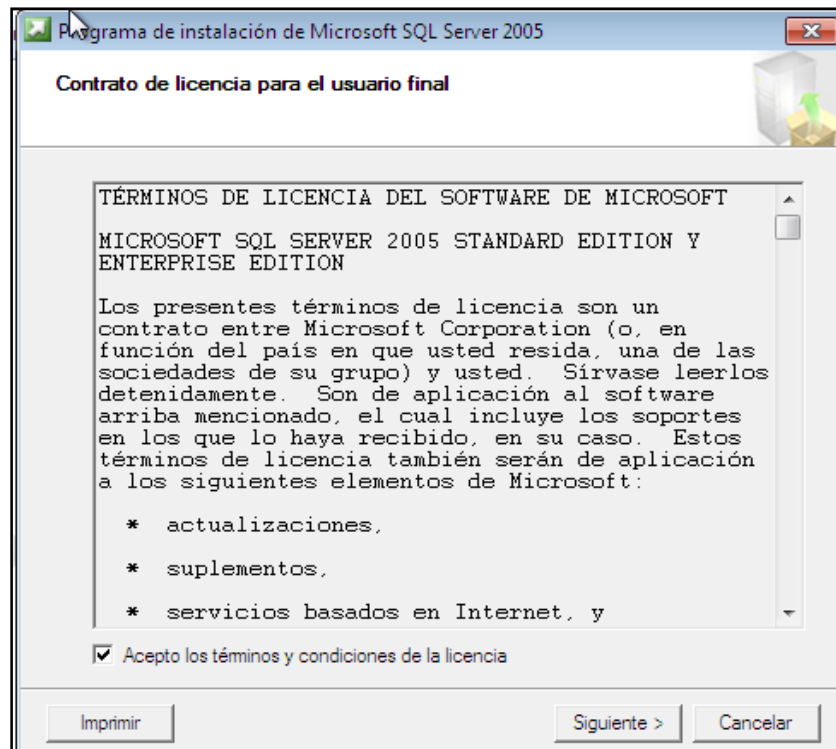 Programa de instalación de Microsoft SQL Server 2005
Contrato de licencia para el usuario final
TÉRMINOS DE LICENCIA DEL SOFTWARE DE MICROSOFT
MICROSOFT SQL SERVER 2005 STANDARD EDITION Y
ENTERPRISE EDITION
Los presentes términos de licencia son un
contrato entre Microsoft Corporation (o, en
función del país en que usted resida, una de las
sociedades de su grupo) y usted.  Sírvase leerlos
detenidamente.  Son de aplicación al software
arriba mencionado, el cual incluye los soportes
en los que lo haya recibido, en su caso.  Estos
términos de licencia también serán de aplicación
a los siguientes elementos de Microsoft:
* actualizaciones,
* suplementos,
* servicios basados en Internet, y
Acepto los términos y condiciones de la licencia
Imprimir
Siguiente >
Cancelar